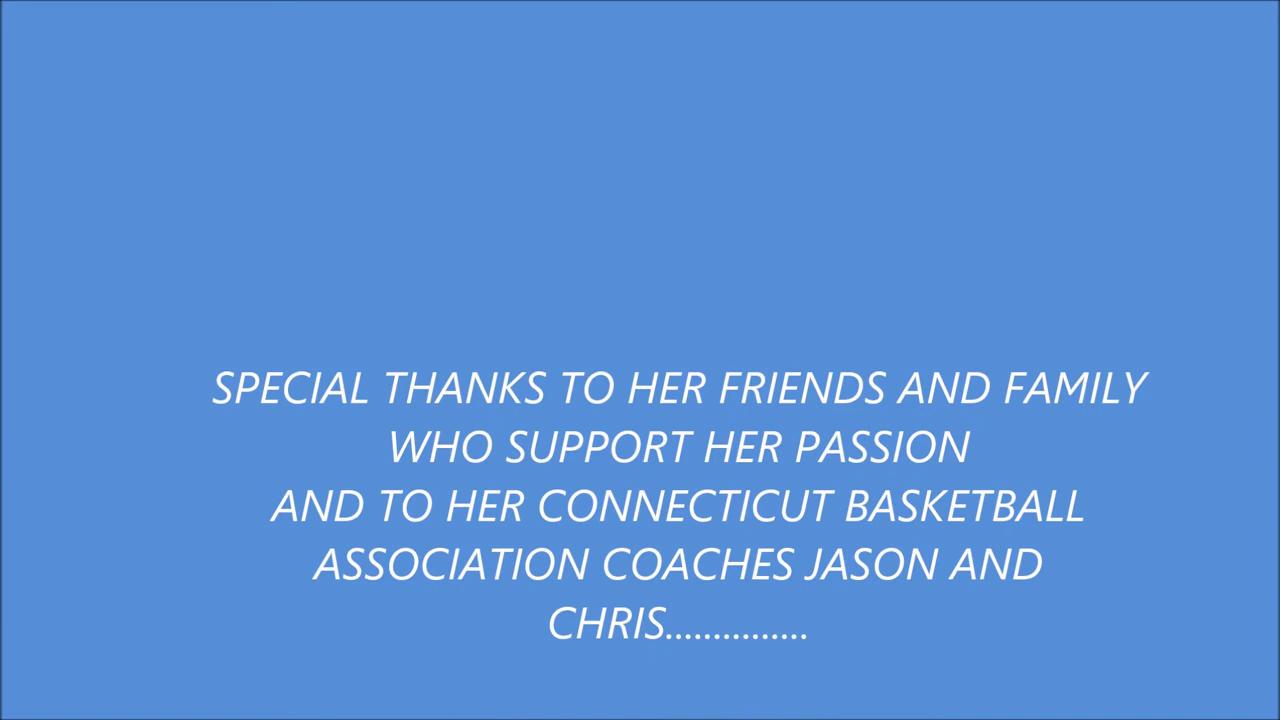 SPECIAL THANKS TO HER FRIENDS AND FAMILY
WHO SUPPORT HER PASSION
AND TO HER CONNECTICUT BASKETBALL
ASSOCIATION COACHES JASON AND
CHRIS...............